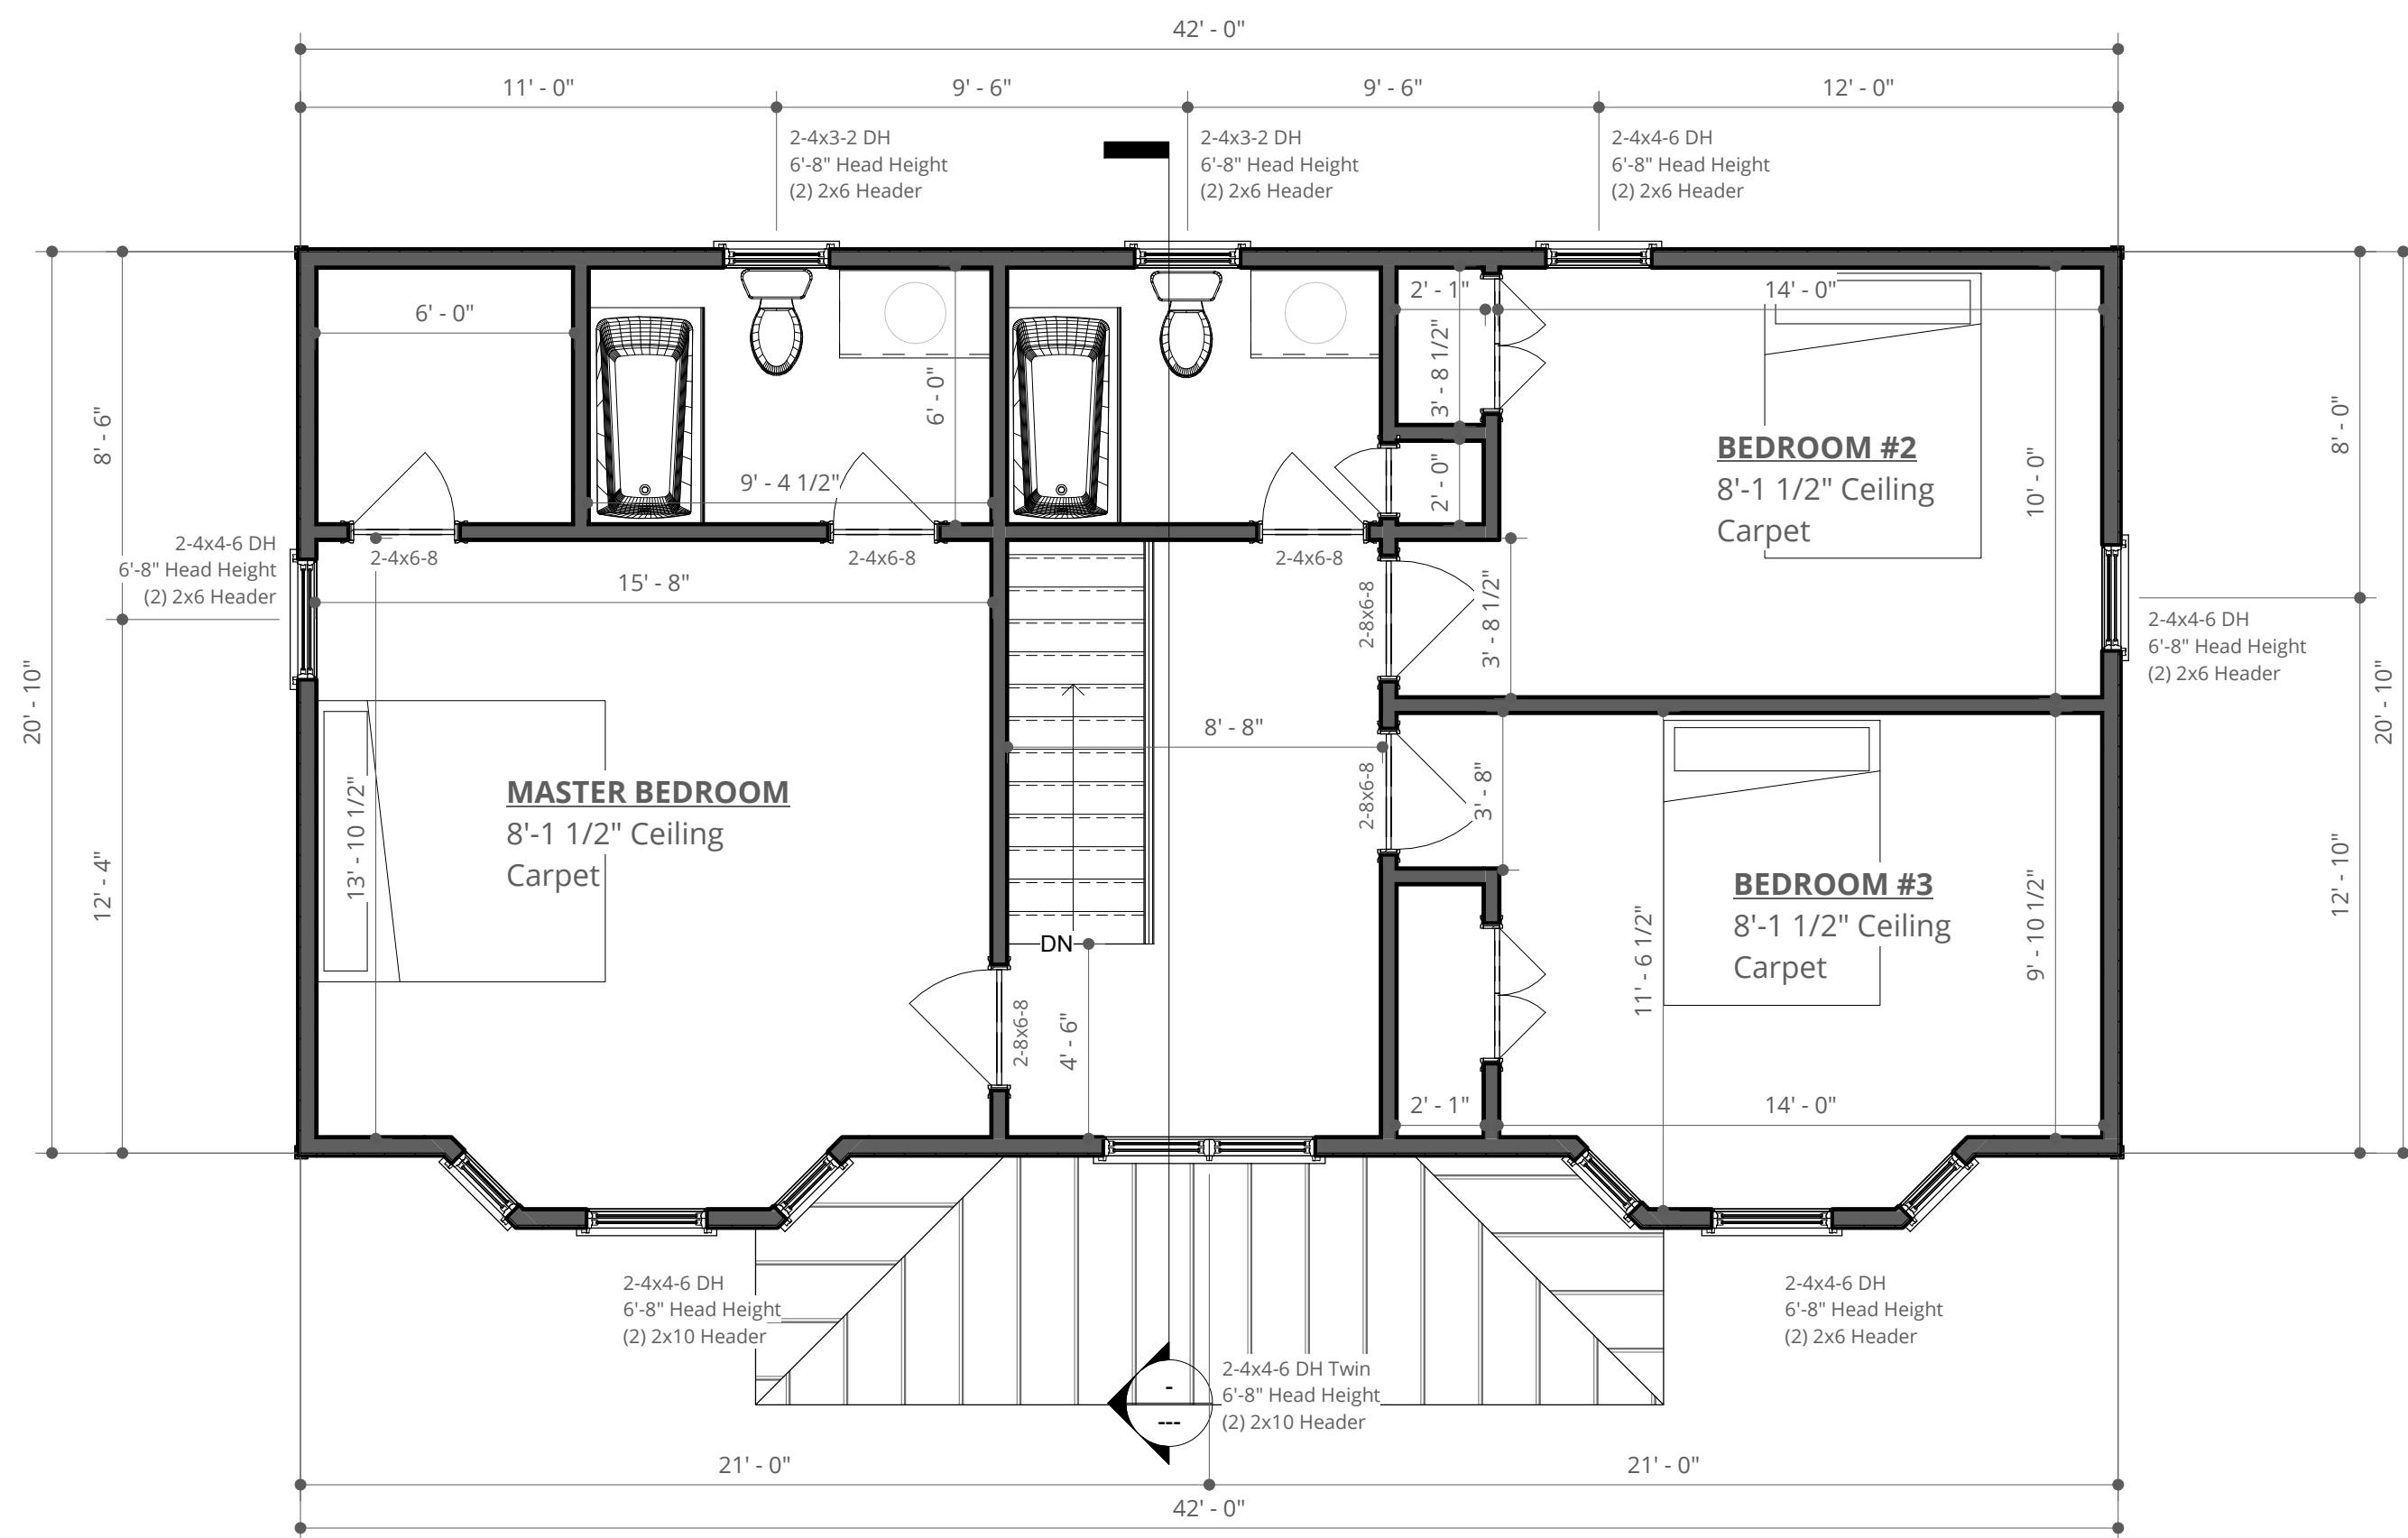 42' - 0"
11' - 0"
9' - 6"
9' - 6"
12' - 0"
2-4x3-2 DH
6'-8" Head Height
(2) 2x6 Header
2-4x3-2 DH
6'-8" Head Height
(2) 2x6 Header
2-4x4-6 DH
6'-8" Head Height
(2) 2x6 Header
6' - 0"
2' - 1"
14' - 0"
3' - 8 1/2"
6' - 0"
8' - 6"
8' - 0"
BEDROOM #2
8'-1 1/2" Ceiling
Carpet
10' - 0"
9' - 4 1/2"
2' - 0"
2-4x4-6 DH
6'-8" Head Height
(2) 2x6 Header
2-4x6-8
2-4x6-8
2-4x6-8
15' - 8"
2-8x6-8
3' - 8 1/2"
2-4x4-6 DH
6'-8" Head Height
(2) 2x6 Header
20' - 10"
20' - 10"
8' - 8"
2-8x6-8
3' - 8"
MASTER BEDROOM
8'-1 1/2" Ceiling
Carpet
13' - 10 1/2"
12' - 4"
12' - 10"
BEDROOM #3
8'-1 1/2" Ceiling
Carpet
11' - 6 1/2"
9' - 10 1/2"
DN
2-8x6-8
4' - 6"
2' - 1"
14' - 0"
2-4x4-6 DH
6'-8" Head Height
(2) 2x10 Header
2-4x4-6 DH
6'-8" Head Height
(2) 2x6 Header
2-4x4-6 DH Twin
6'-8" Head Height
(2) 2x10 Header
-
---
21' - 0"
21' - 0"
42' - 0"